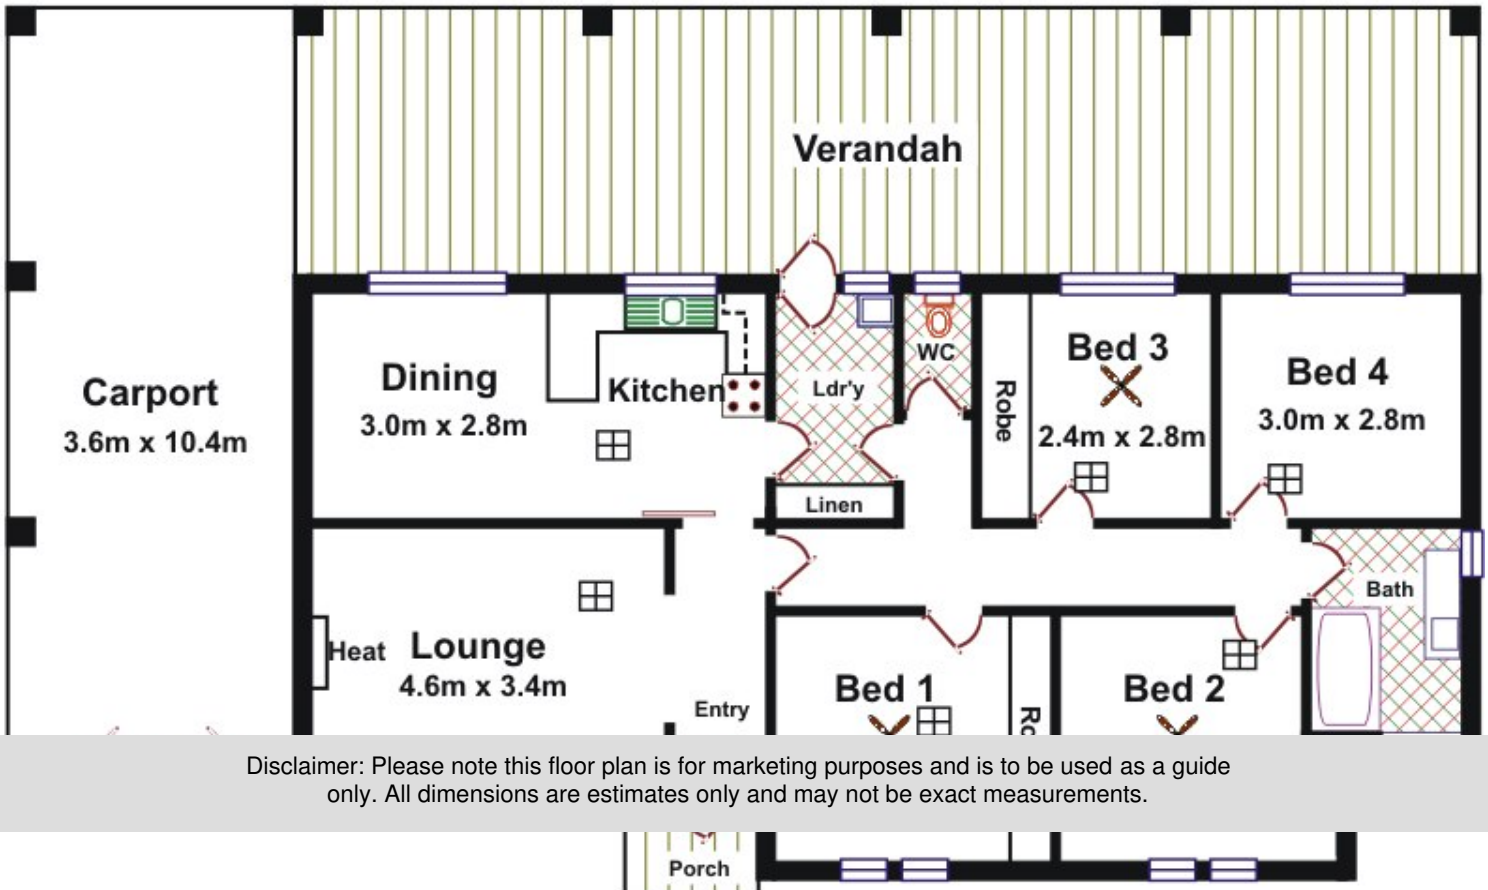 Verandah
Carport
3.6m x 10.4m
Dining
3.0m x 2.8m
Kitchen
Ldr'y
WC
Robe
Bed 3
2.4m x 2.8m
Bed 4
3.0m x 2.8m
Linen
Bath
Heat
Lounge
4.6m x 3.4m
Entry
Bed 1
Bed 2
Disclaimer: Please note this floor plan is for marketing purposes and is to be used as a guide
only. All dimensions are estimates only and may not be exact measurements.
Porch